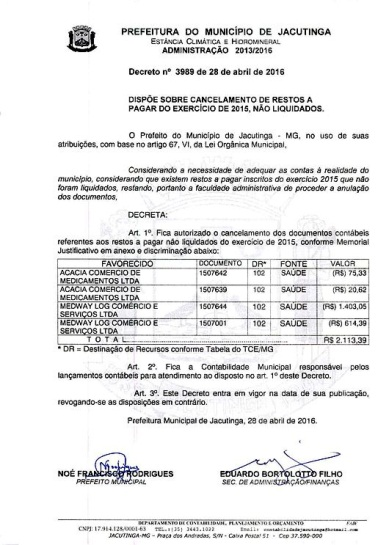 PREFEITURA DO MUNICÍPIO DE JACUTINGA
ESTÂNCIA CLIMÁTICA E HIDROMINERAL
ADMINISTRAÇÃO 2013/2016
Decreto nº 3989 de 28 de abril de 2016
DISPÕE SOBRE CANCELAMENTO DE RESTOS A
PAGAR DO EXERCÍCIO DE 2015, NÃO LIQUIDADOS.
O Prefeito do Município de Jacutinga - MG, no uso de suas
atribuições, com base no artigo 67, VI, da Lei Orgânica Municipal,
Considerando a necessidade de adequar as contas à realidade do
município, considerando que existem restos a pagar inscritos do exercício 2015 que não
foram liquidados, restando, portanto a faculdade administrativa de proceder a anulação
dos documentos,
DECRETA:
Art. 1º. Fica autorizado o cancelamento dos documentos contábeis
referentes aos restos a pagar não liquidados do exercício de 2015, conforme Memorial
Justificativo em anexo e discriminação abaixo:
FAVORECIDO DOCUMENTO DR* FONTE VALOR
ACACIA COMERCIO DE MEDICAMENTOS LTDA 1507642 102 SAÚDE (R$) 75,33
ACACIA COMERCIO DE MEDICAMENTOS LTDA 1507639 102 SAÚDE (R$) 20,62
MEDWAY LOG COMÉRCIO E SERVIÇOS LTDA 1507644 102 SAÚDE (R$) 1.403,05
MEDWAY LOG COMÉRCIO E SERVIÇOS LTDA 1507001 102 SAÚDE (R$) 614,39
T O T A L R$ 2.113,39
* DR = Destinação de Recursos conforme Tabela do TCE/MG
Art. 2º. Fica a Contabilidade Municipal responsável pelos
lançamentos contábeis para atendimento ao disposto no art. 1º deste Decreto.
Art. 3º. Este Decreto entra em vigor na data de sua publicação,
revogando-se as disposições em contrário.
Prefeitura Municipal de Jacutinga, 28 de abril de 2016.
NOÉ FRANCISCO RODRIGUES EDUARDO BORTOLOTTO FILHO
PREFEITO MUNICIPAL SEC. DE ADMINISTRAÇÃO/FINANÇAS
DEPARTAMENTO DE CONTABILIDADE, PLANEJAMENTO E ORÇAMENTO
CNPJ: 17.914.128/0001-63 TEL.:(35) 3443.1022 Email: contabilidadejacutinga@hotmail.com
JACUTINGA-MG - Praça dos Andradas, S/N - Caixa Postal 51 - Cep 37.590-000